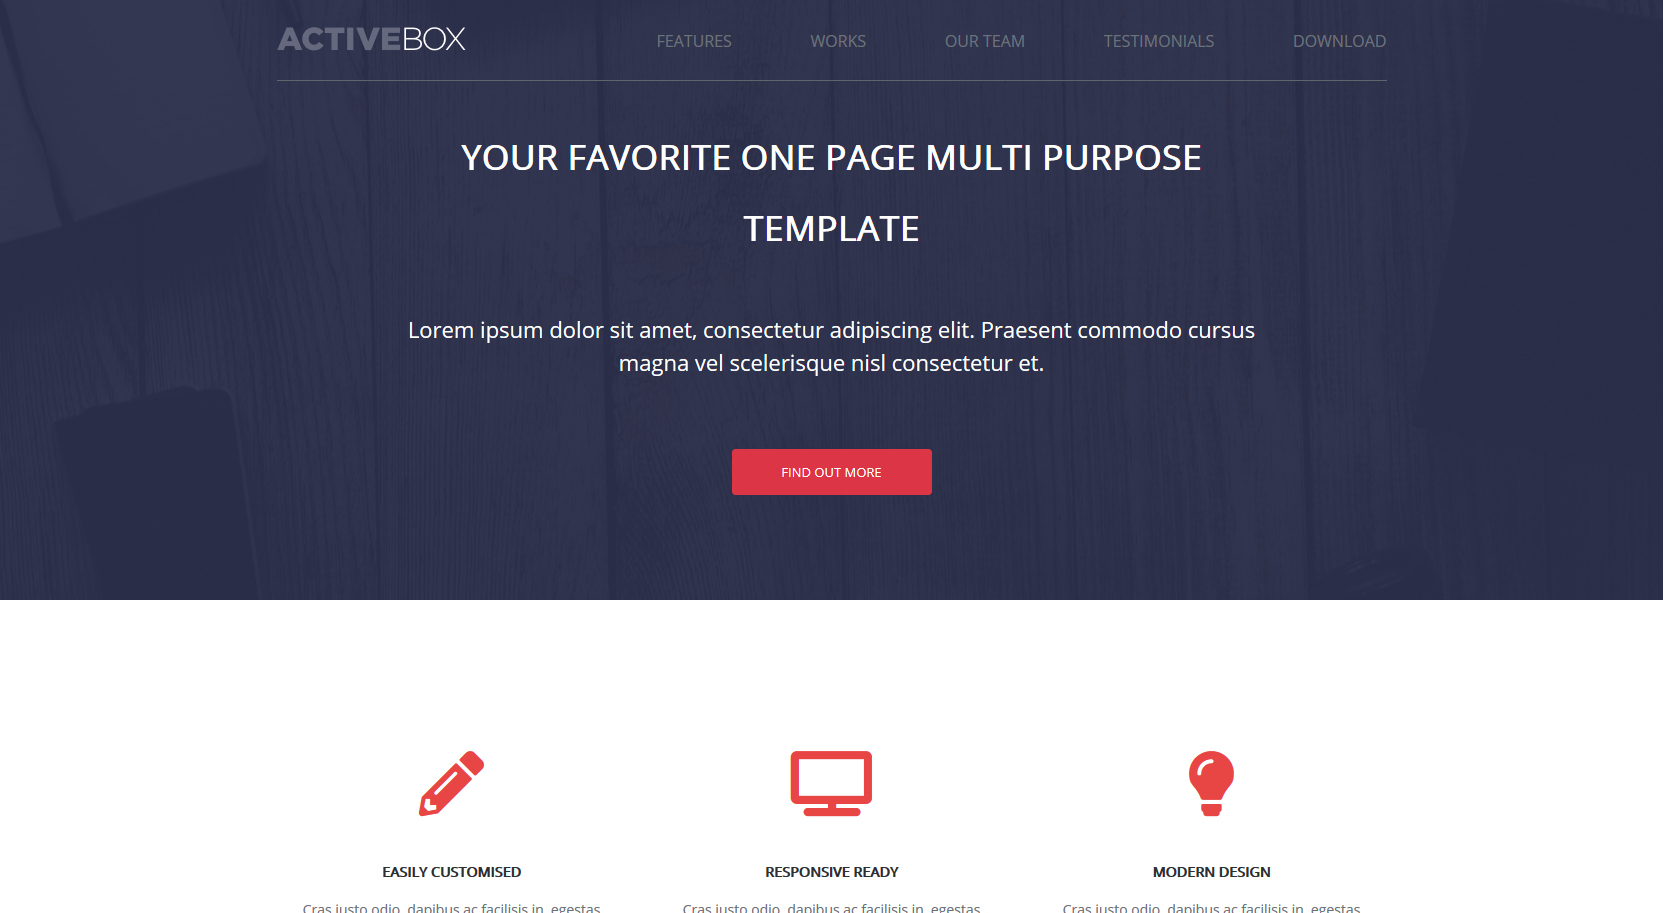 ACTIVEBOX
FEATURES WORKS OUR TEAM TESTIMONIALS DOWNLOAD
YOUR FAVORITE ONE PAGE MULTI PURPOSE
TEMPLATE
Lorem ipsum dolor sit amet, consectetur adipiscing elit. Praesent commodo cursus
magna vel scelerisque nisl consectetur et.
FIND OUT MORE
EASILY CUSTOMISED RESPONSIVE READY MODERN DESIGN
Cras justo odio, dapibus ac facilisis in, egestas Cras justo odio, dapibus ac facilisis in, egestas Cras justo odio, dapibus ac facilisis in, egestas